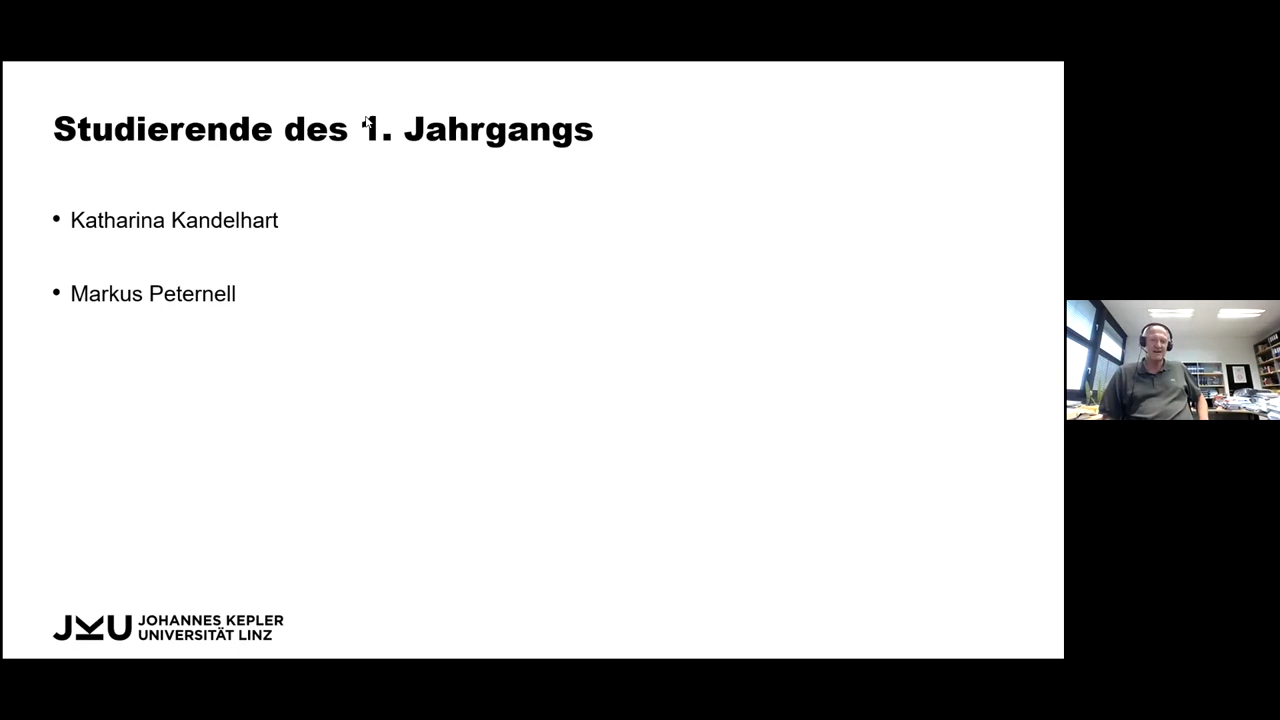 Studierende des 1. Jahrgangs
• Katharina Kandelhart
• Markus Peternell
JKU JOHANNES KEPLER
UNIVERSITÄT LINZ